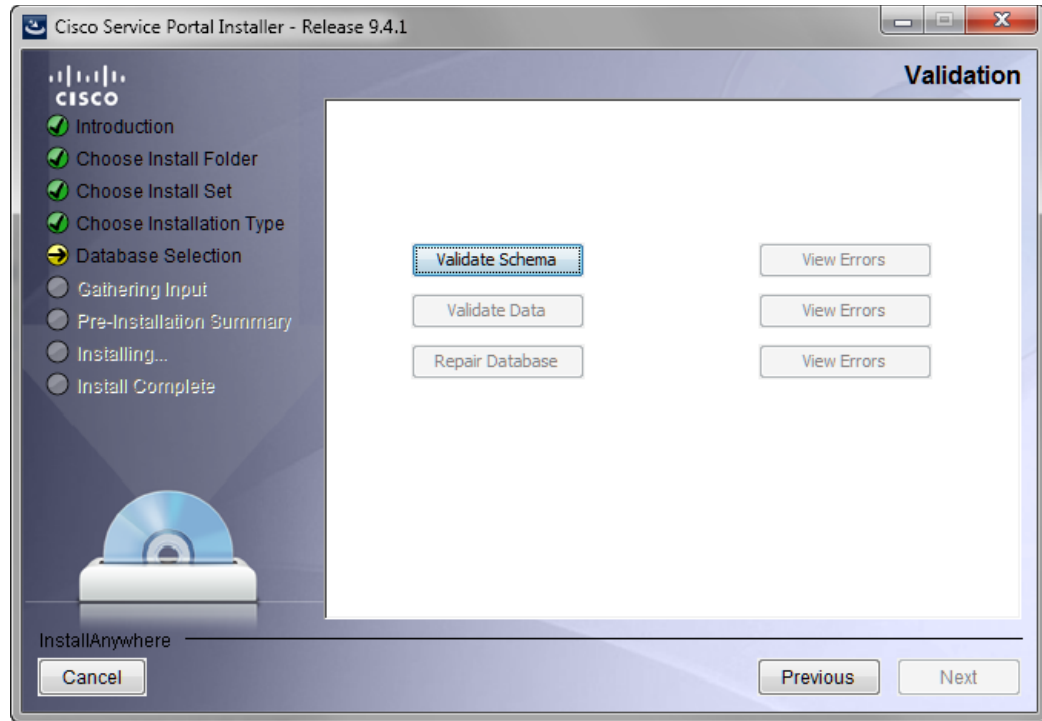 Cisco Service Portal Installer - Release 9.4.1
CISCO
Validation
Introduction
Choose Install Folder
Choose Install Set
Choose Installation Type
Database Selection
Gathering Input
Pre-Installation Summary
Installing...
Install Complete
Validate Schema
View Errors
Validate Data
View Errors
Repair Database
View Errors
InstallAnywhere
Cancel
Previous
Next